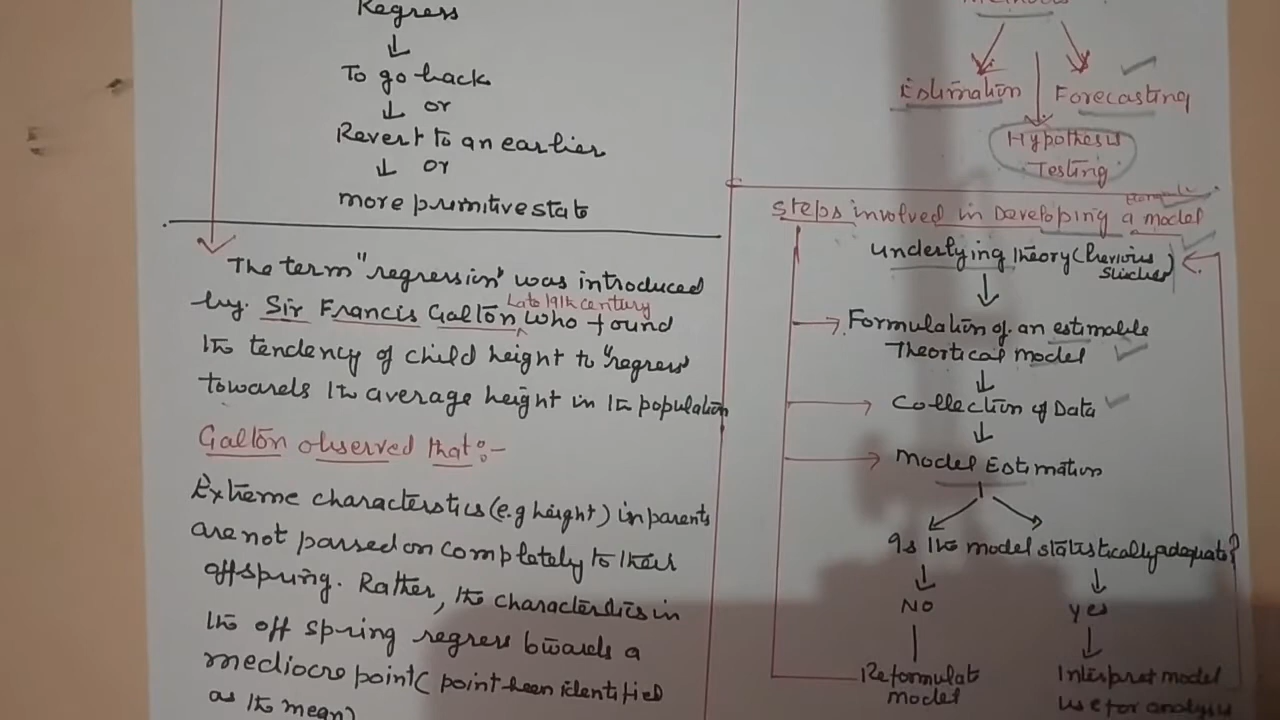 Regress
To go back
or
Revert to an earlier
or
more primitive state
The term "regression" was introduced
by Sir Francis Galton who found
Late 19th century
the tendency of child height to "regress"
towards the average height in the population
Galton observed that:-
Extreme characteristics (e.g height) in parents
are not passed on completely to their
offspring. Rather, the characteristics in
the off spring regress towards a
mediocre point ( point been identified
as the mean)
Estimation
Forecasting
Hypothesis
Testing
Steps involved in Developing a model
Underlying theory (Previous
Studies)
Formulation of an estimable
Theortical model
Collection of Data
Model Estimation
Is the model statistically adequate?
No
Yes
Reformulate
model
Interpret model
use for analysis